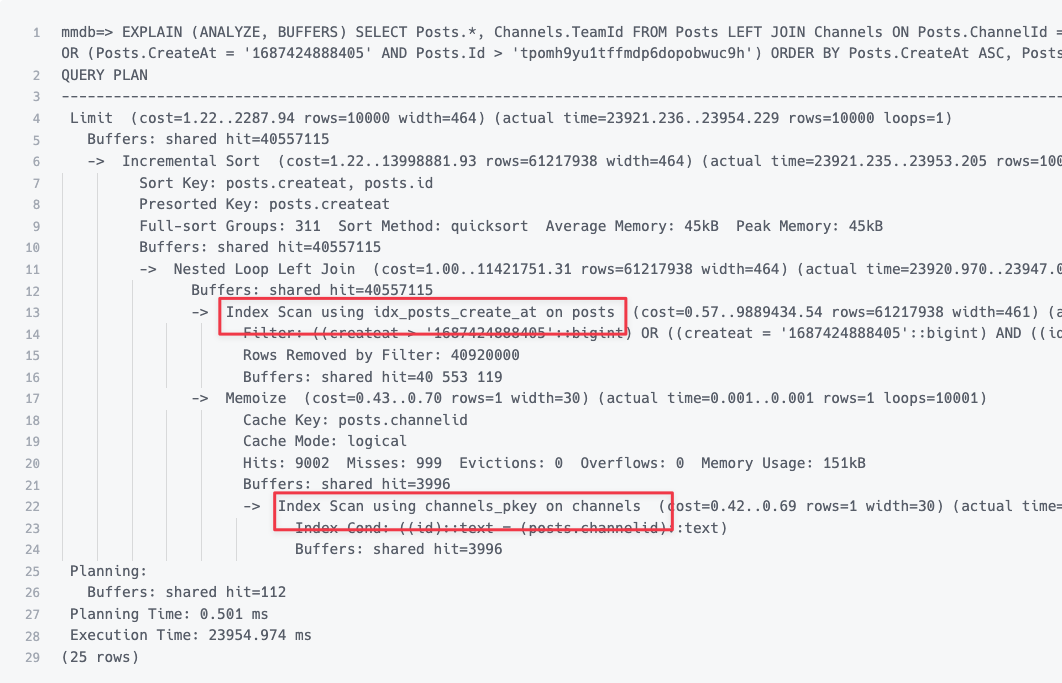 1 mmdb=> EXPLAIN (ANALYZE, BUFFERS) SELECT Posts.*, Channels.TeamId FROM Posts LEFT JOIN Channels ON Posts.ChannelId =
OR (Posts.CreateAt = '1687424888405' AND Posts.Id > 'tpomh9yu1tffmdp6dopobwuc9h') ORDER BY Posts.CreateAt ASC, Posts
2 QUERY PLAN
3 ------------------------------------------------------------------------------------------------------------------
4 Limit (cost=1.22..2287.94 rows=10000 width=464) (actual time=23921.236..23954.229 rows=10000 loops=1)
5 Buffers: shared hit=40557115
6 -> Incremental Sort (cost=1.22..13998881.93 rows=61217938 width=464) (actual time=23921.235..23953.205 rows=100
7 Sort Key: posts.createat, posts.id
8 Presorted Key: posts.createat
9 Full-sort Groups: 311 Sort Method: quicksort Average Memory: 45kB Peak Memory: 45kB
10 Buffers: shared hit=40557115
11 -> Nested Loop Left Join (cost=1.00..11421751.31 rows=61217938 width=464) (actual time=23920.970..23947.0
12 Buffers: shared hit=40557115
13 -> Index Scan using idx_posts_create_at on posts (cost=0.57..9889434.54 rows=61217938 width=461) (a
14 Filter: ((createat > '1687424888405'::bigint) OR ((createat = '1687424888405'::bigint) AND ((id
15 Rows Removed by Filter: 40920000
16 Buffers: shared hit=40 553 119
17 -> Memoize (cost=0.43..0.70 rows=1 width=30) (actual time=0.001..0.001 rows=1 loops=10001)
18 Cache Key: posts.channelid
19 Cache Mode: logical
20 Hits: 9002 Misses: 999 Evictions: 0 Overflows: 0 Memory Usage: 151kB
21 Buffers: shared hit=3996
22 -> Index Scan using channels_pkey on channels (cost=0.42..0.69 rows=1 width=30) (actual time=
23 Index Cond: ((id)::text = (posts.channelid)::text)
24 Buffers: shared hit=3996
25 Planning:
26 Buffers: shared hit=112
27 Planning Time: 0.501 ms
28 Execution Time: 23954.974 ms
29 (25 rows)